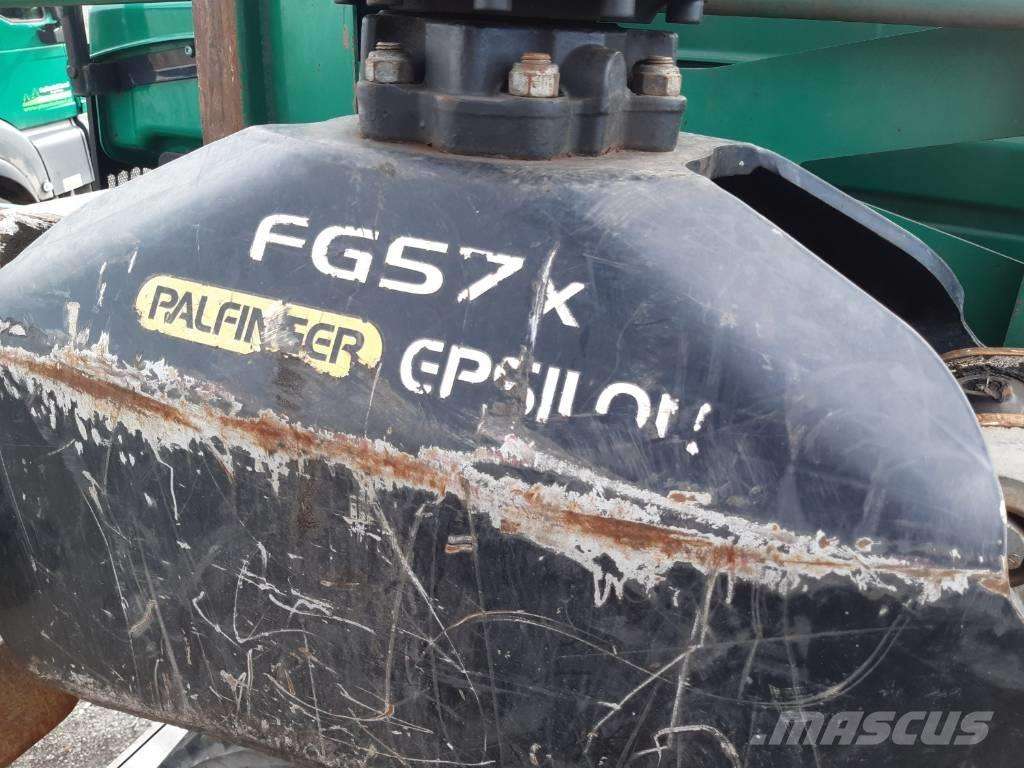 FG57x
PALFINGER
EPSILON
MASCUS